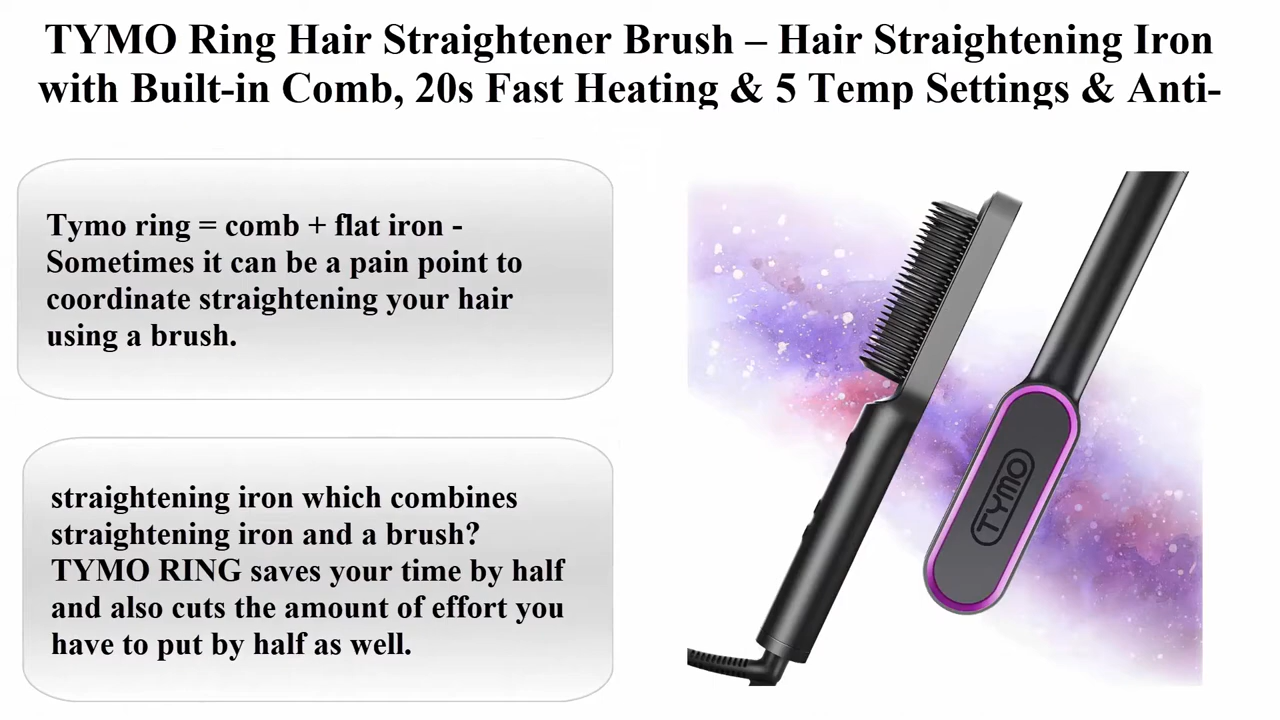 TYMO Ring Hair Straightener Brush – Hair Straightening Iron
with Built-in Comb, 20s Fast Heating & 5 Temp Settings & Anti-
Tymo ring = comb + flat iron -
Sometimes it can be a pain point to
coordinate straightening your hair
using a brush.
straightening iron which combines
straightening iron and a brush?
TYMO RING saves your time by half
and also cuts the amount of effort you
have to put by half as well.
TYMO